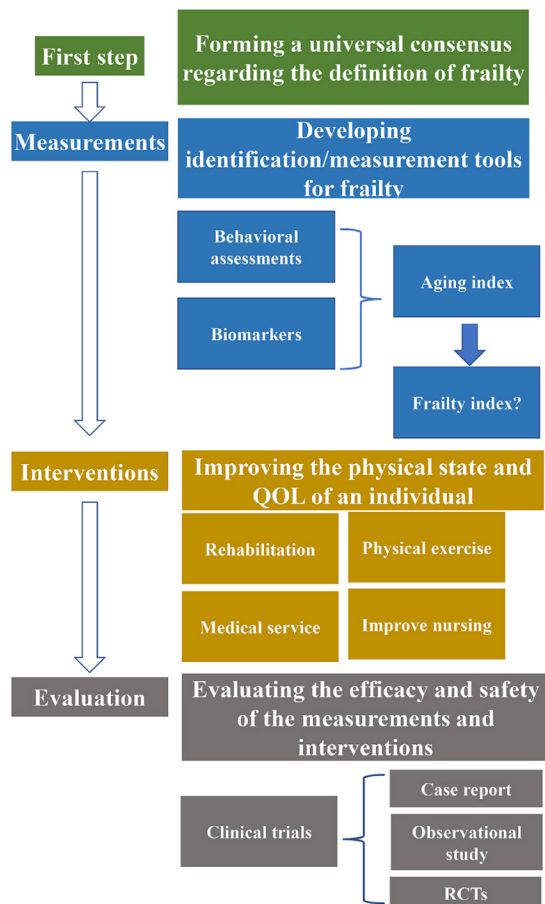 First step
Forming a universal consensus
regarding the definition of frailty
Measurements
Developing
identification/measurement tools
for frailty
Behavioral
assessments
Biomarkers
Aging index
Frailty index?
Interventions
Improving the physical state and
QOL of an individual
Rehabilitation
Physical exercise
Medical service
Improve nursing
Evaluation
Evaluating the efficacy and safety
of the measurements and
interventions
Clinical trials
Case report
Observational
study
RCTs